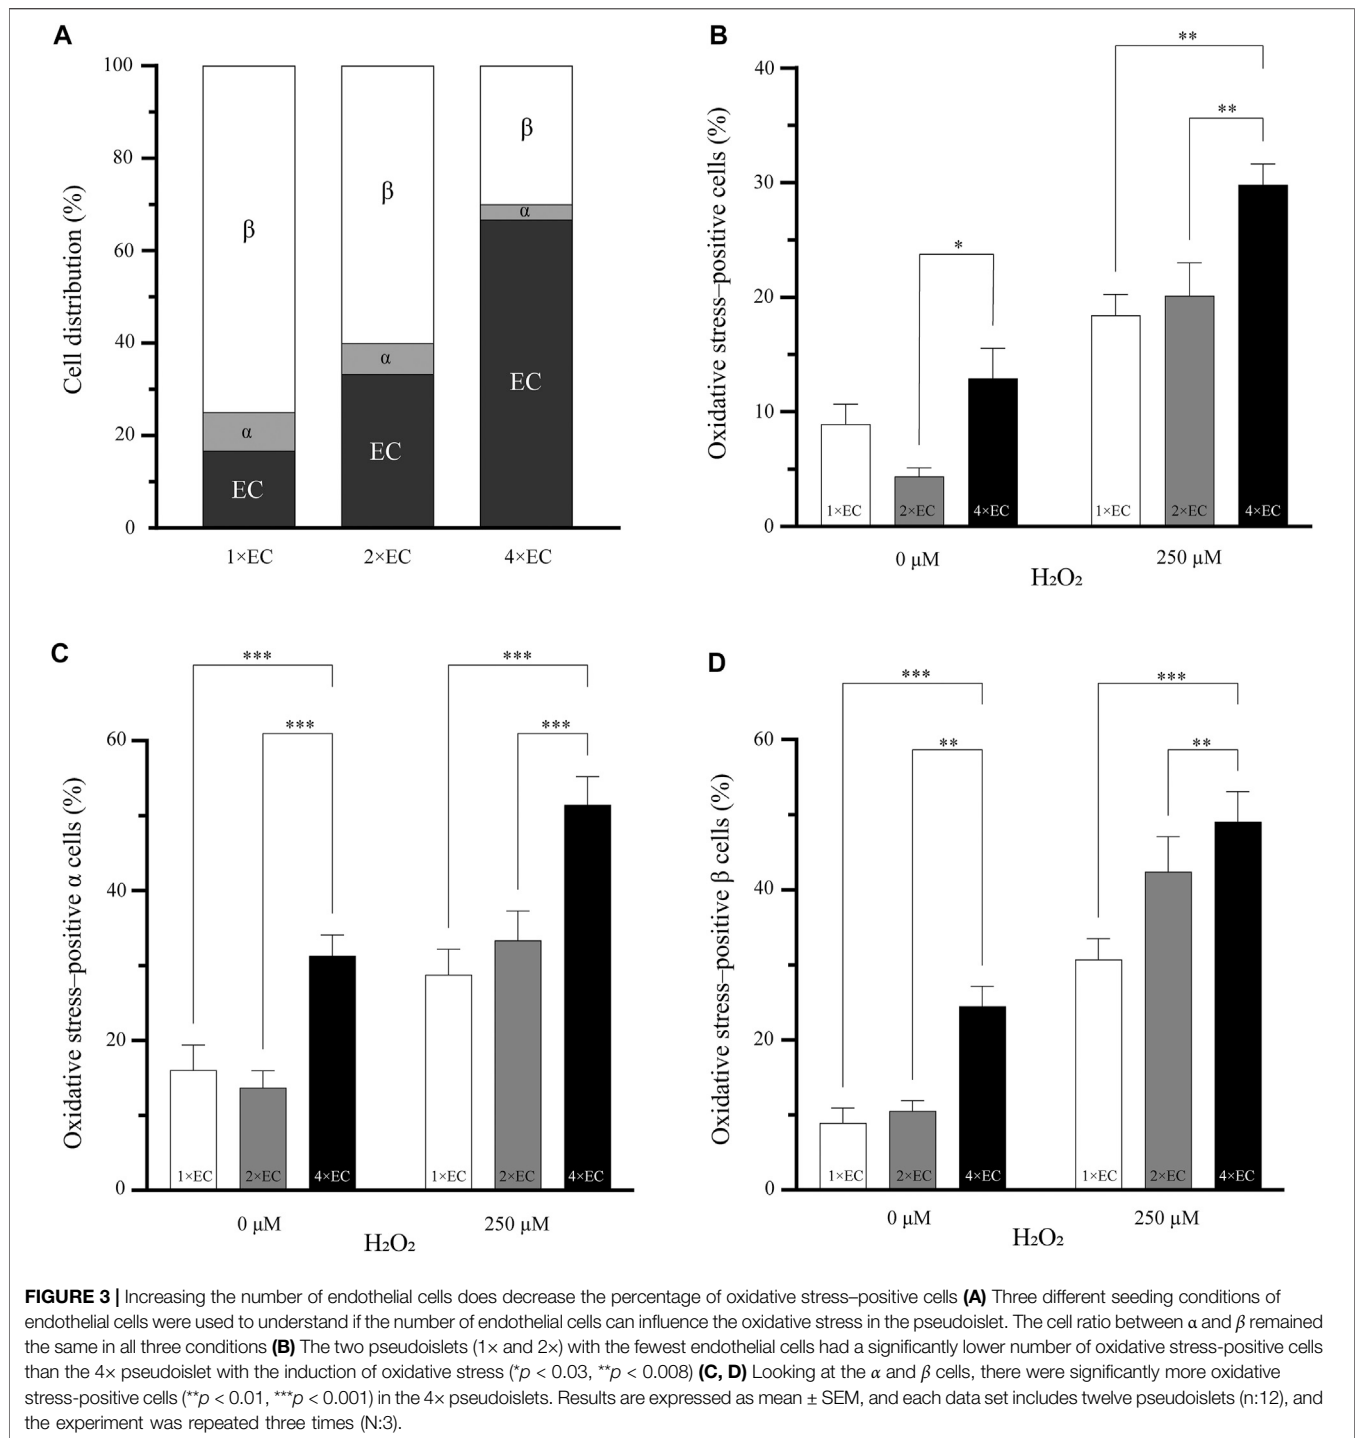 A
100
80
60
40
20
0
Cell distribution (%)
β
α
EC
β
α
EC
β
α
EC
1×EC
2×EC
4×EC
B
40
30
20
10
0
Oxidative stress–positive cells (%)
*
**
**
1×EC
2×EC
4×EC
1×EC
2×EC
4×EC
0 μM
250 μM
H₂O₂
C
60
40
20
0
Oxidative stress–positive α cells (%)
***
***
***
***
1×EC
2×EC
4×EC
1×EC
2×EC
4×EC
0 μM
250 μM
H₂O₂
D
60
40
20
0
Oxidative stress–positive β cells (%)
***
**
***
**
1×EC
2×EC
4×EC
1×EC
2×EC
4×EC
0 μM
250 μM
H₂O₂
FIGURE 3 | Increasing the number of endothelial cells does decrease the percentage of oxidative stress–positive cells (A) Three different seeding conditions of
endothelial cells were used to understand if the number of endothelial cells can influence the oxidative stress in the pseudoislet. The cell ratio between α and β remained
the same in all three conditions (B) The two pseudoislets (1× and 2×) with the fewest endothelial cells had a significantly lower number of oxidative stress-positive cells
than the 4× pseudoislet with the induction of oxidative stress (*p < 0.03, **p < 0.008) (C, D) Looking at the α and β cells, there were significantly more oxidative
stress-positive cells (**p < 0.01, ***p < 0.001) in the 4× pseudoislets. Results are expressed as mean ± SEM, and each data set includes twelve pseudoislets (n:12), and
the experiment was repeated three times (N:3).